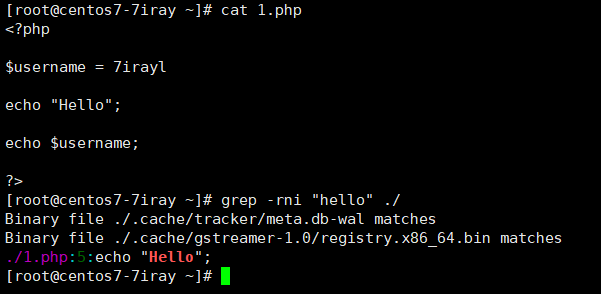 [root@centos7-7iray ~]# cat 1.php
<?php
$username = 7irayl
echo "Hello";
echo $username;
?>
[root@centos7-7iray ~]# grep -rni "hello" ./
Binary file ./.cache/tracker/meta.db-wal matches
Binary file ./.cache/gstreamer-1.0/registry.x86_64.bin matches
./1.php:5:echo "Hello";
[root@centos7-7iray ~]#